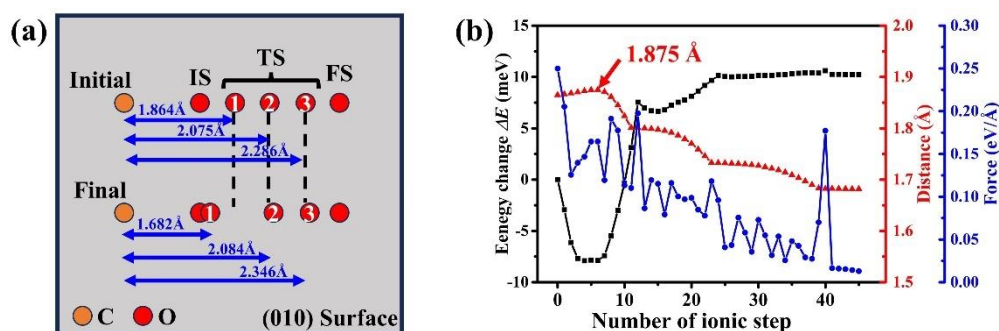 (a)
Initial
IS
TS
FS
1 2 3
1.864Å
2.075Å
2.286Å
Final
1 2 3
1.682Å
2.084Å
2.346Å
C O (010) Surface
(b)
1.875 Å
Eenegy change ΔE (meV)
15
10
5
0
-5
-10
0 10 20 30 40
Number of ionic step
2.0
1.9
1.8
1.7
1.6
1.5
Distance (Å)
0.30
0.25
0.20
0.15
0.10
0.05
0.00
Force (eV/Å)